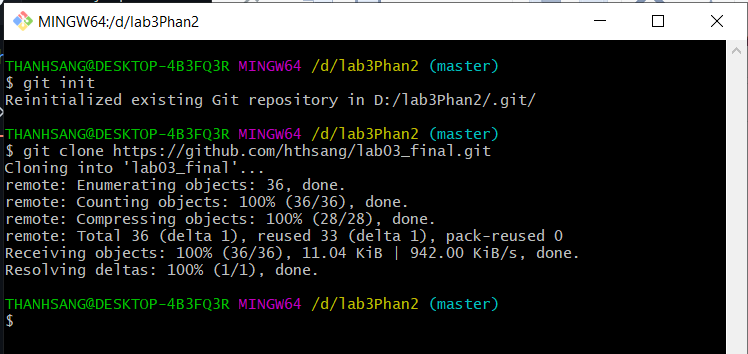 MINGW64:/d/lab3Phan2
THANHSANG@DESKTOP-4B3FQ3R MINGW64 /d/lab3Phan2 (master)
$ git init
Reinitialized existing Git repository in D:/lab3Phan2/.git/
THANHSANG@DESKTOP-4B3FQ3R MINGW64 /d/lab3Phan2 (master)
$ git clone https://github.com/hthsang/lab03_final.git
Cloning into 'lab03_final'...
remote: Enumerating objects: 36, done.
remote: Counting objects: 100% (36/36), done.
remote: Compressing objects: 100% (28/28), done.
remote: Total 36 (delta 1), reused 33 (delta 1), pack-reused 0
Receiving objects: 100% (36/36), 11.04 KiB | 942.00 KiB/s, done.
Resolving deltas: 100% (1/1), done.
THANHSANG@DESKTOP-4B3FQ3R MINGW64 /d/lab3Phan2 (master)
$